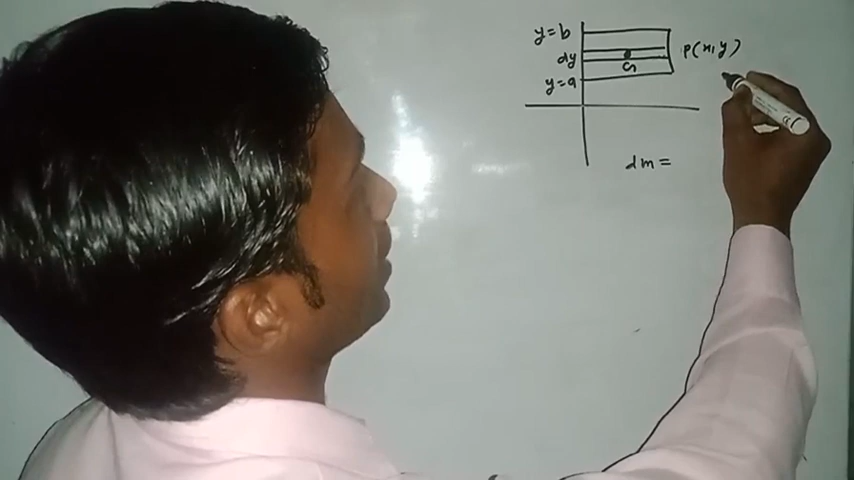 y=b
dy
G
P(x,y)
y=a
dm=